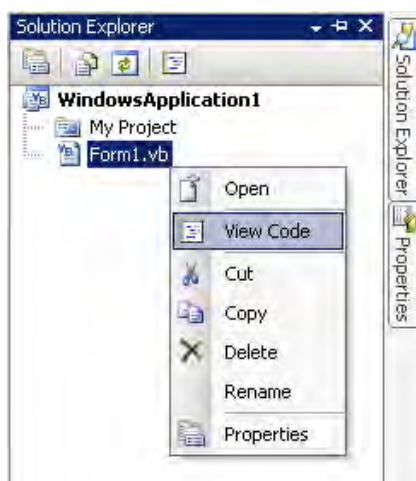 Solution Explorer
WindowsApplication1
My Project
Form1.vb
Open
View Code
Cut
Copy
Delete
Rename
Properties
Solution Explorer
Properties